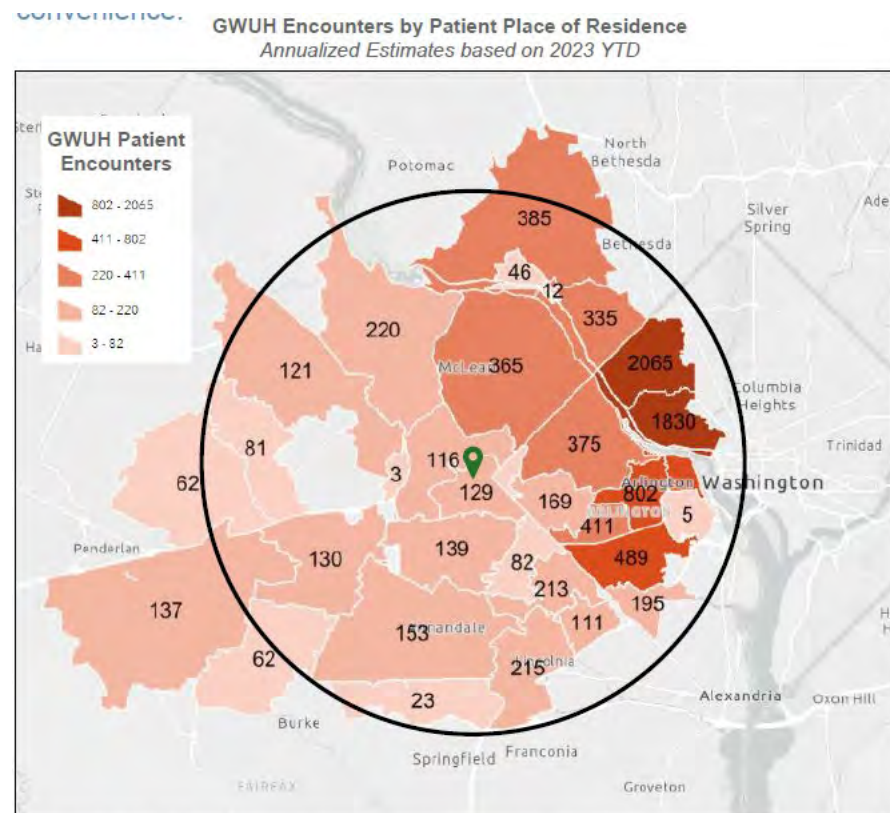 convenience.
GWUH Encounters by Patient Place of Residence
Annualized Estimates based on 2023 YTD
GWUH Patient
Encounters
802 - 2065
411 - 802
220 - 411
82 - 220
3 - 82
North
Bethesda
Potomac
Silver
Spring
Ade
385
Bethesda
46
12
335
220
121
McLean
365
2065
Columbia
Heights
1830
375
Trinidad
81
116
3
62
129
169
Arlington
802
Washington
ARLINGTON
5
411
Penderlan
130
139
82
489
213
195
137
153
Annandale
111
62
215
Lincolnia
23
Alexandria
Oxon Hill
Burke
Springfield
Franconia
FAIRFAX
Groveton